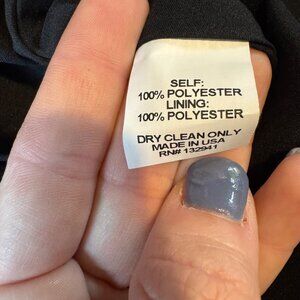 SELF:
100% POLYESTER
LINING:
100% POLYESTER
DRY CLEAN ONLY
MADE IN USA
RN# 132941